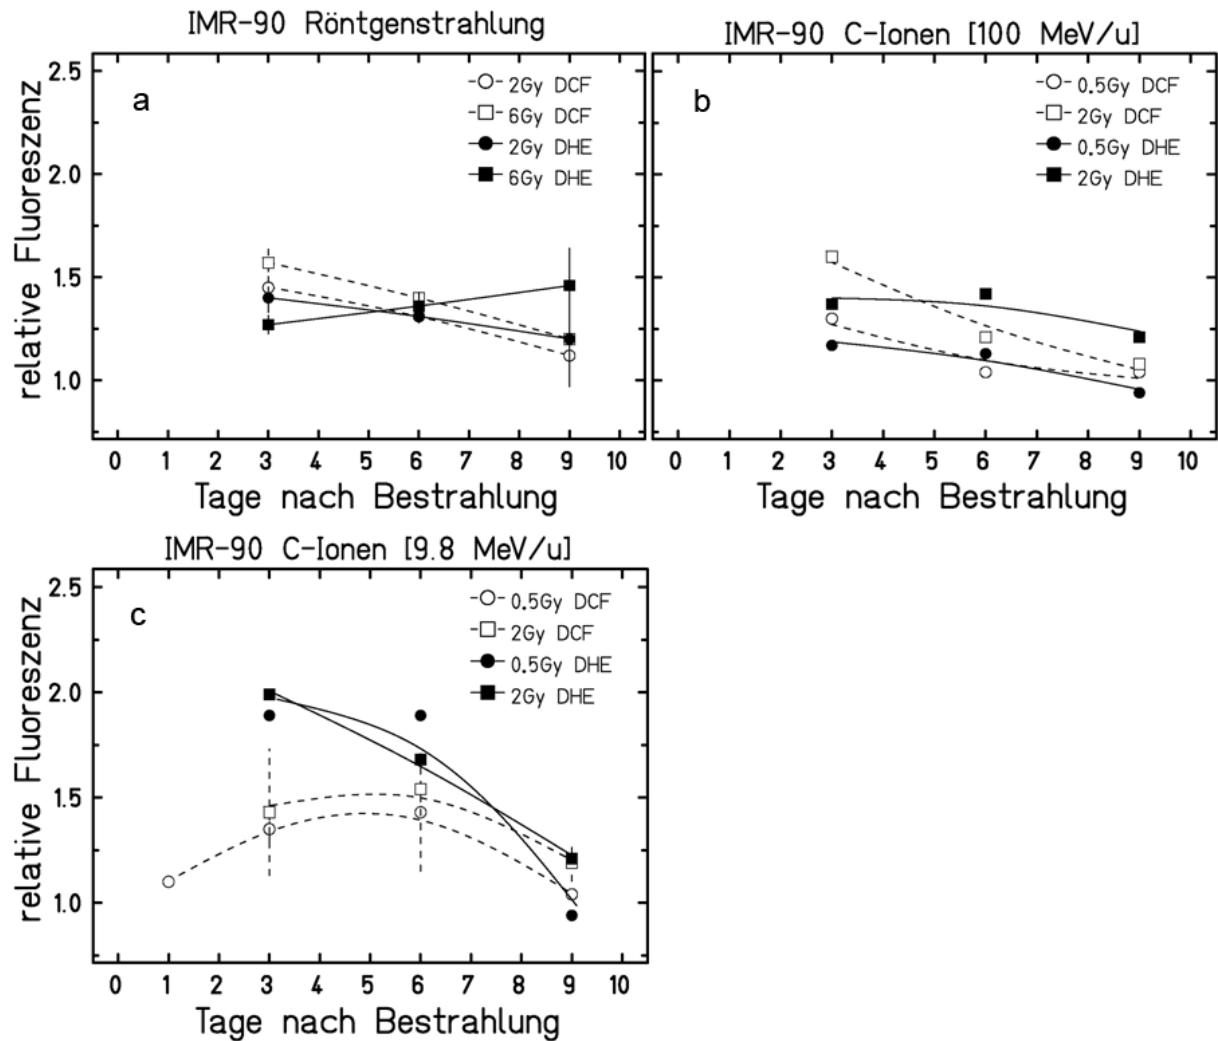 IMR-90 Röntgenstrahlung
a
2Gy DCF
6Gy DCF
2Gy DHE
6Gy DHE
relative Fluoreszenz
2.5
2.0
1.5
1.0
0 1 2 3 4 5 6 7 8 9 10
Tage nach Bestrahlung
IMR-90 C-Ionen [100 MeV/u]
b
0.5Gy DCF
2Gy DCF
0.5Gy DHE
2Gy DHE
0 1 2 3 4 5 6 7 8 9 10
Tage nach Bestrahlung
IMR-90 C-Ionen [9.8 MeV/u]
c
0.5Gy DCF
2Gy DCF
0.5Gy DHE
2Gy DHE
relative Fluoreszenz
2.5
2.0
1.5
1.0
0 1 2 3 4 5 6 7 8 9 10
Tage nach Bestrahlung